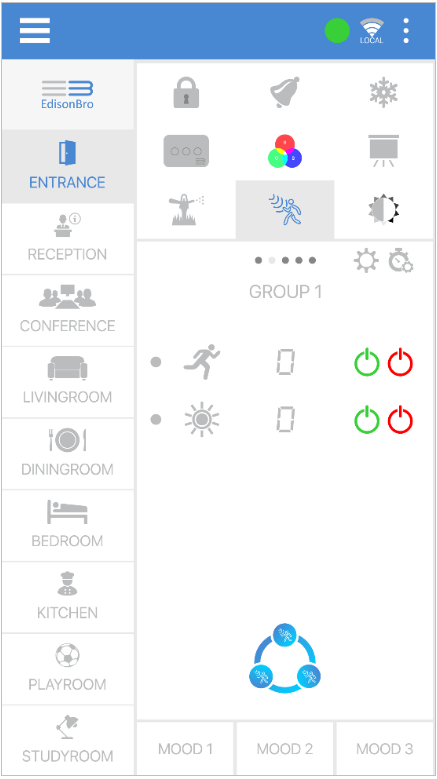 LOCAL
EdisonBro
ENTRANCE
RECEPTION
CONFERENCE
LIVINGROOM
DININGROOM
BEDROOM
KITCHEN
PLAYROOM
STUDYROOM
GROUP 1
0
0
MOOD 1
MOOD 2
MOOD 3